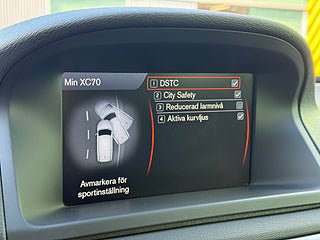 Min XC70
1 DSTC
2 City Safety
3 Reducerad larmnivå
4 Aktiva kurvljus
Avmarkera för
sportinställning